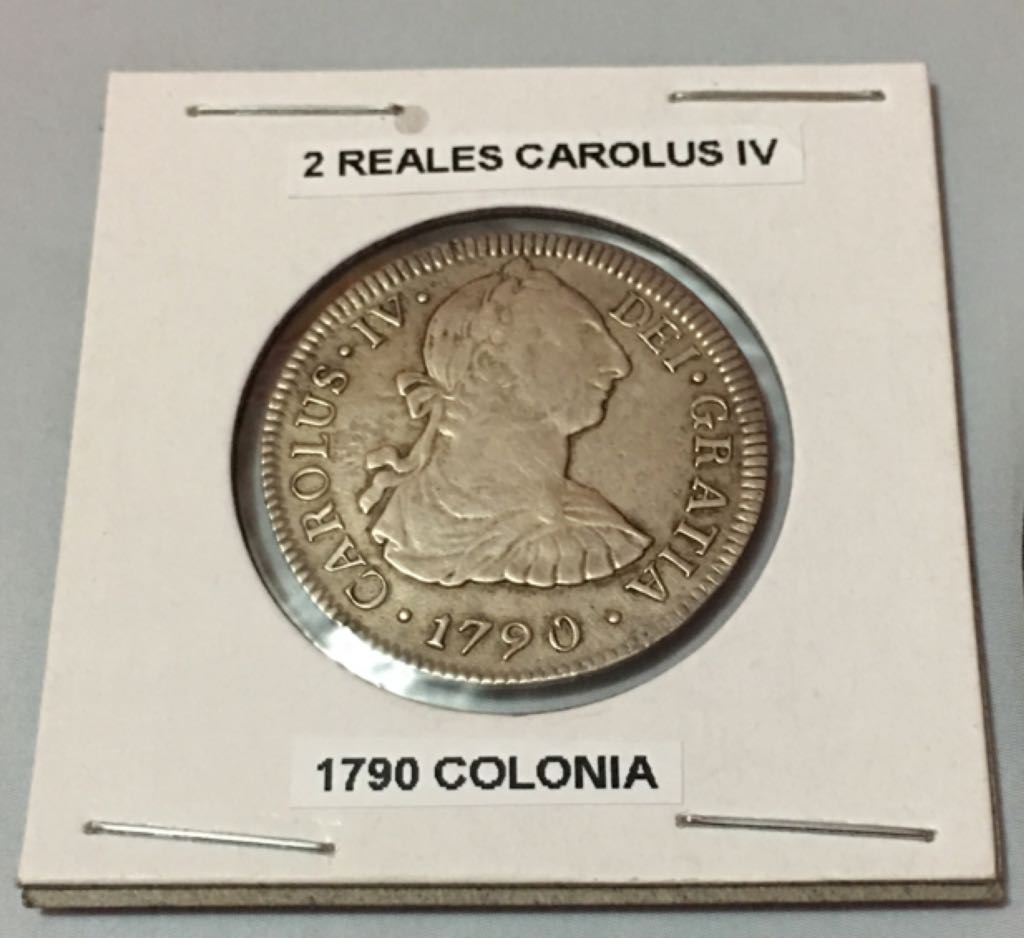 2 REALES CAROLUS IV
CAROLUS · IV · DEI · GRATIA
· 1790 ·
1790 COLONIA